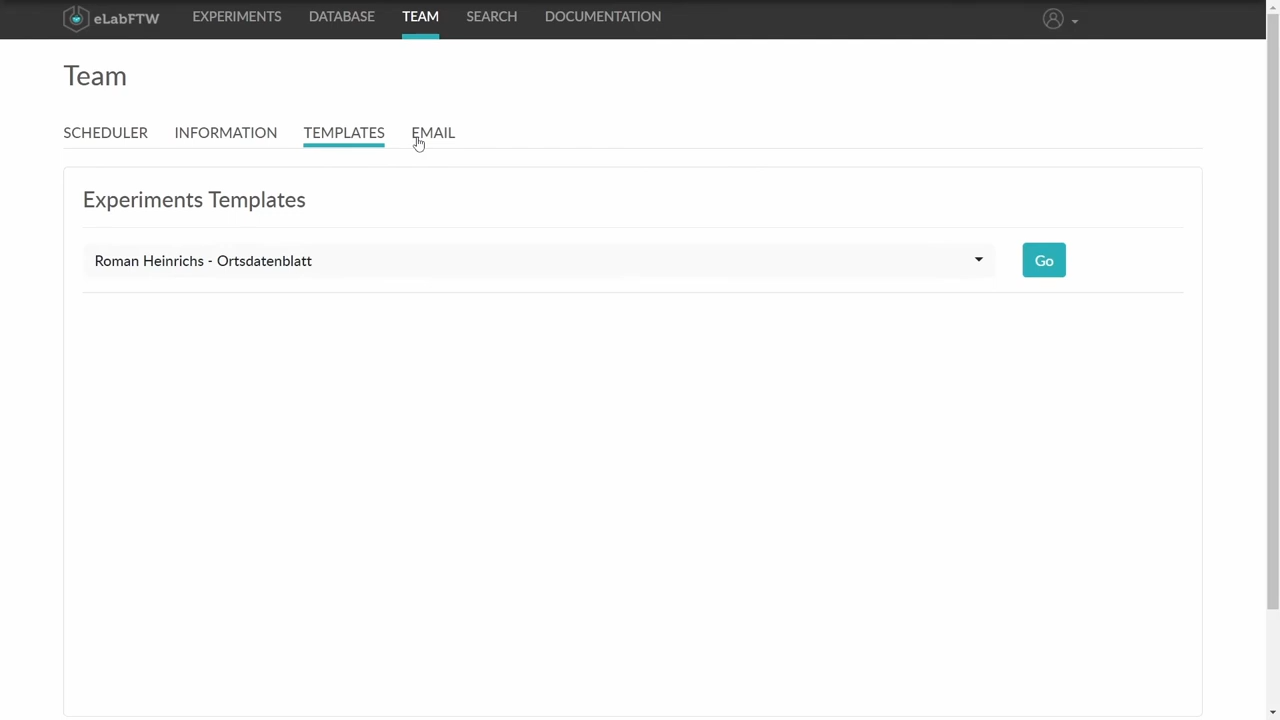 eLabFTW EXPERIMENTS DATABASE TEAM SEARCH DOCUMENTATION
Team
SCHEDULER INFORMATION TEMPLATES EMAIL
Experiments Templates
Roman Heinrichs - Ortsdatenblatt Go